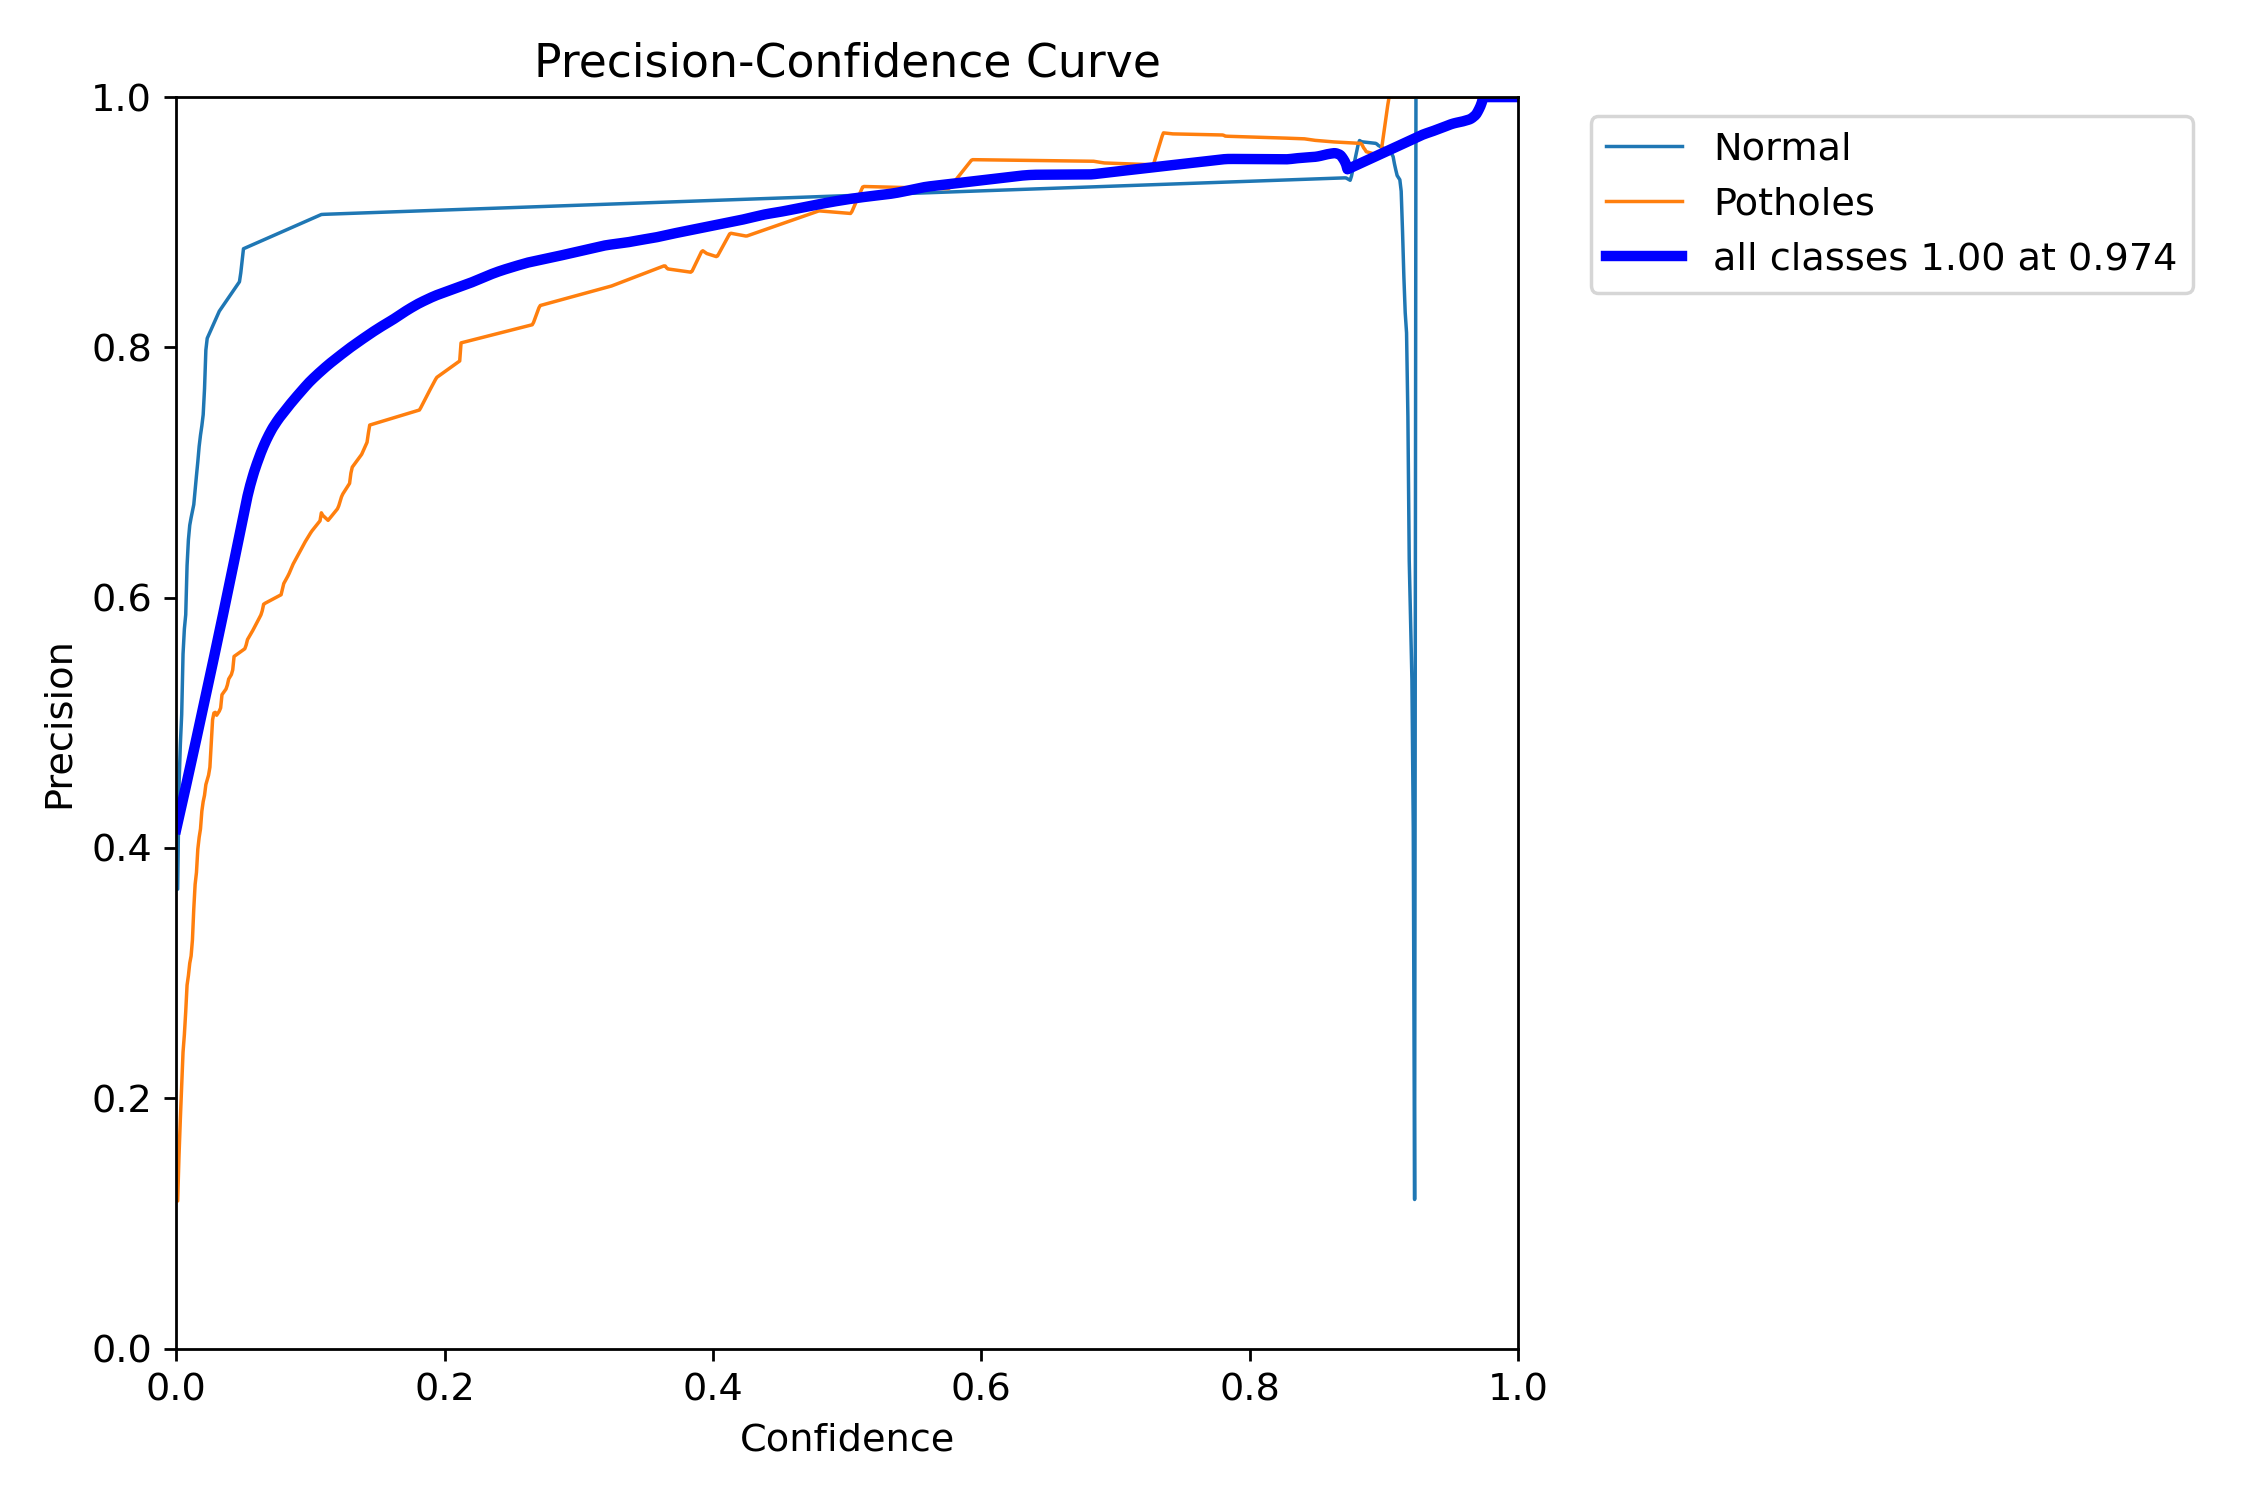 Precision-Confidence Curve
1.0
0.8
0.6
0.4
0.2
0.0
Precision
0.0 0.2 0.4 0.6 0.8 1.0
Confidence
Normal
Potholes
all classes 1.00 at 0.974